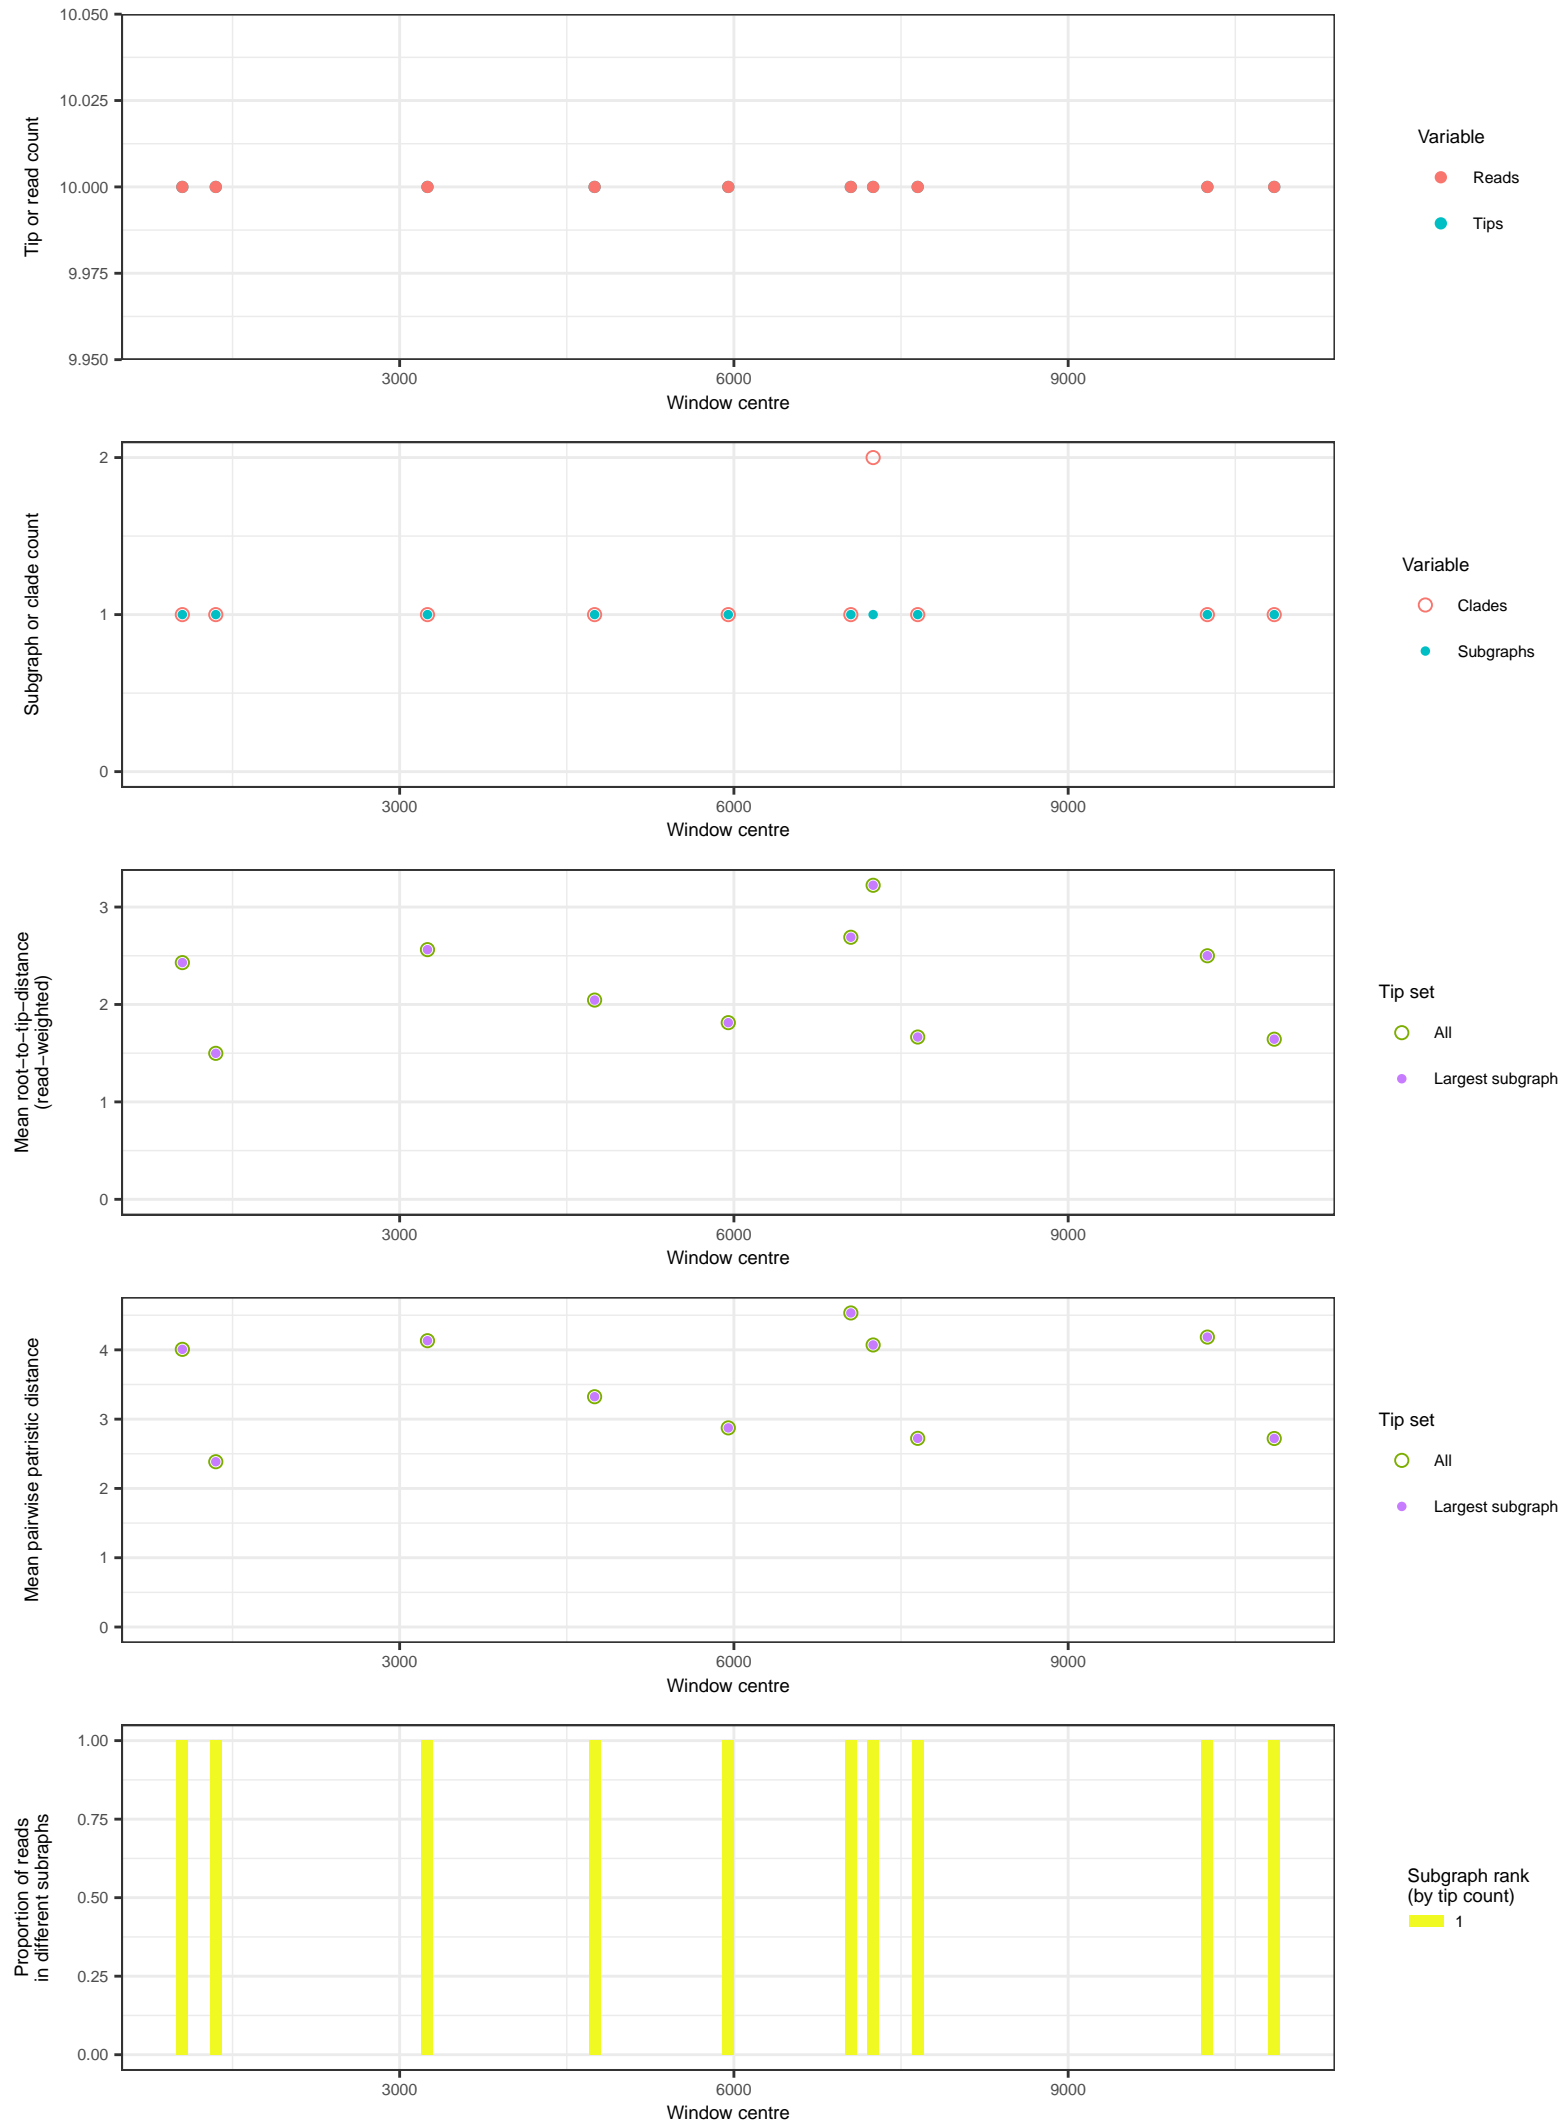 10.050
10.025
10.000
9.975
9.950
Tip or read count
3000
6000
9000
Window centre
Variable
Reads
Tips
2
1
0
Subgraph or clade count
3000
6000
9000
Window centre
Variable
Clades
Subgraphs
3
2
1
0
Mean root−to−tip−distance
(read−weighted)
3000
6000
9000
Window centre
Tip set
All
Largest subgraph
4
3
2
1
0
Mean pairwise patristic distance
3000
6000
9000
Window centre
Tip set
All
Largest subgraph
1.00
0.75
0.50
0.25
0.00
Proportion of reads
in different subraphs
3000
6000
9000
Window centre
Subgraph rank
(by tip count)
1